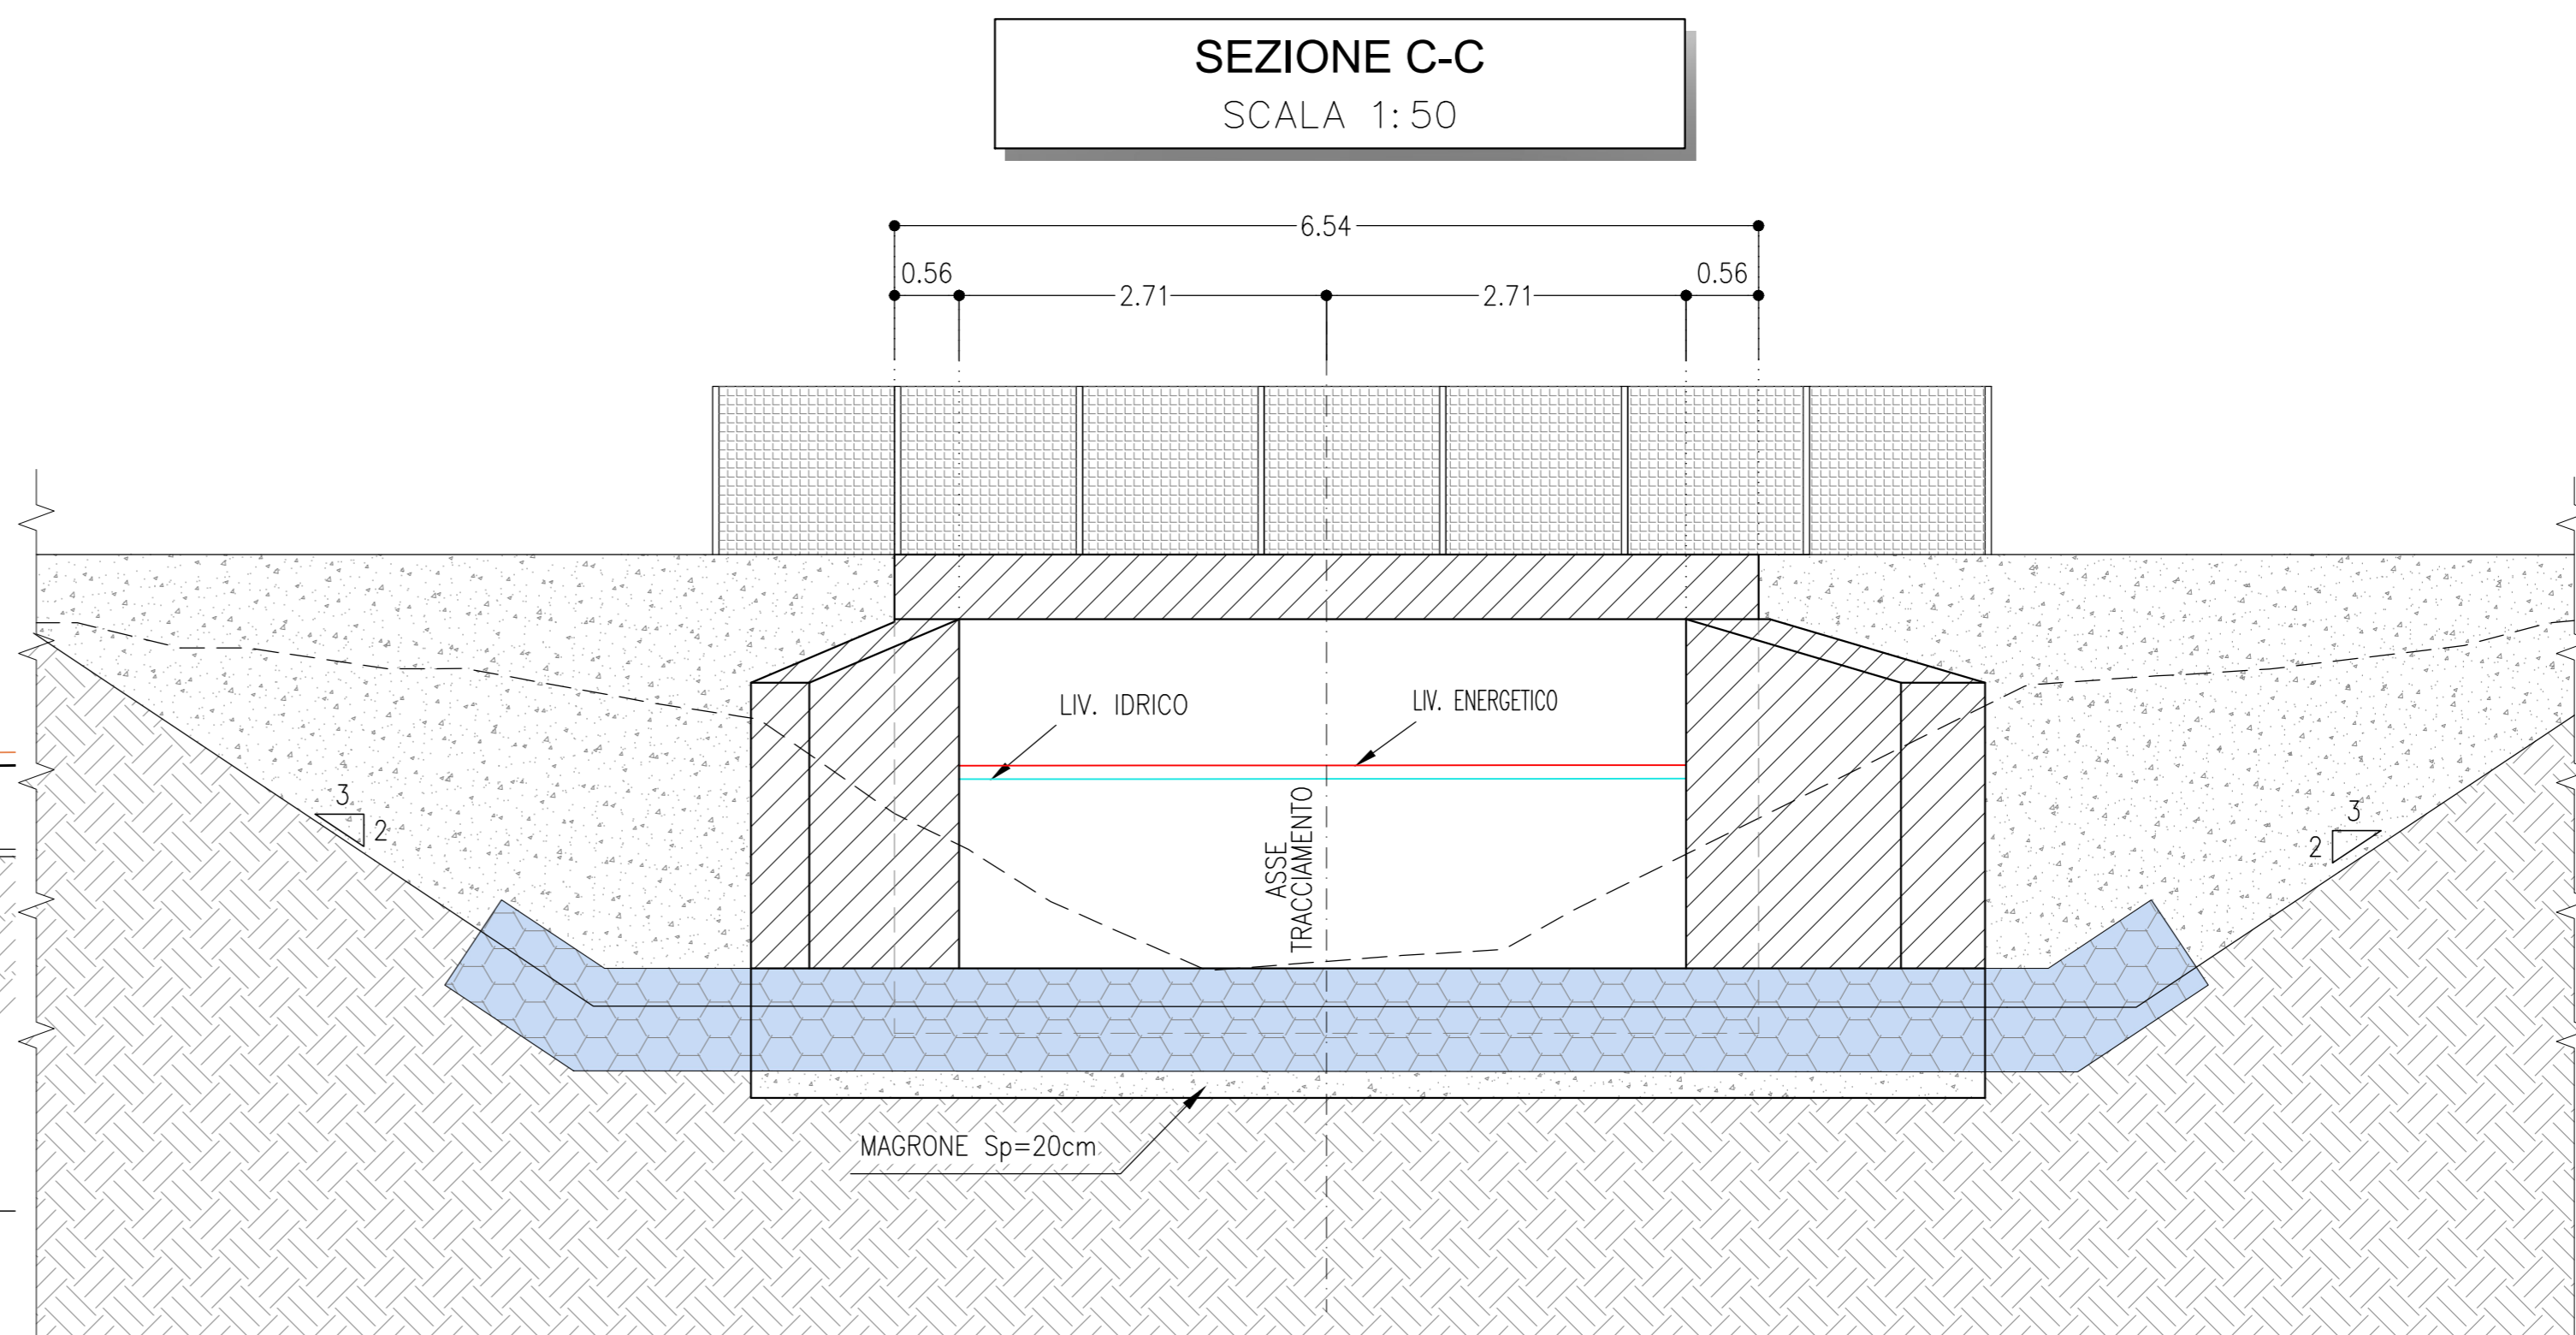 SEZIONE C-C
SCALA 1:50
6.54
0.56
0.56
2.71
2.71
LIV. IDRICO
LIV. ENERGETICO
3
2
3
2
ASSE
TRACCIAMENTO
MAGRONE Sp=20cm